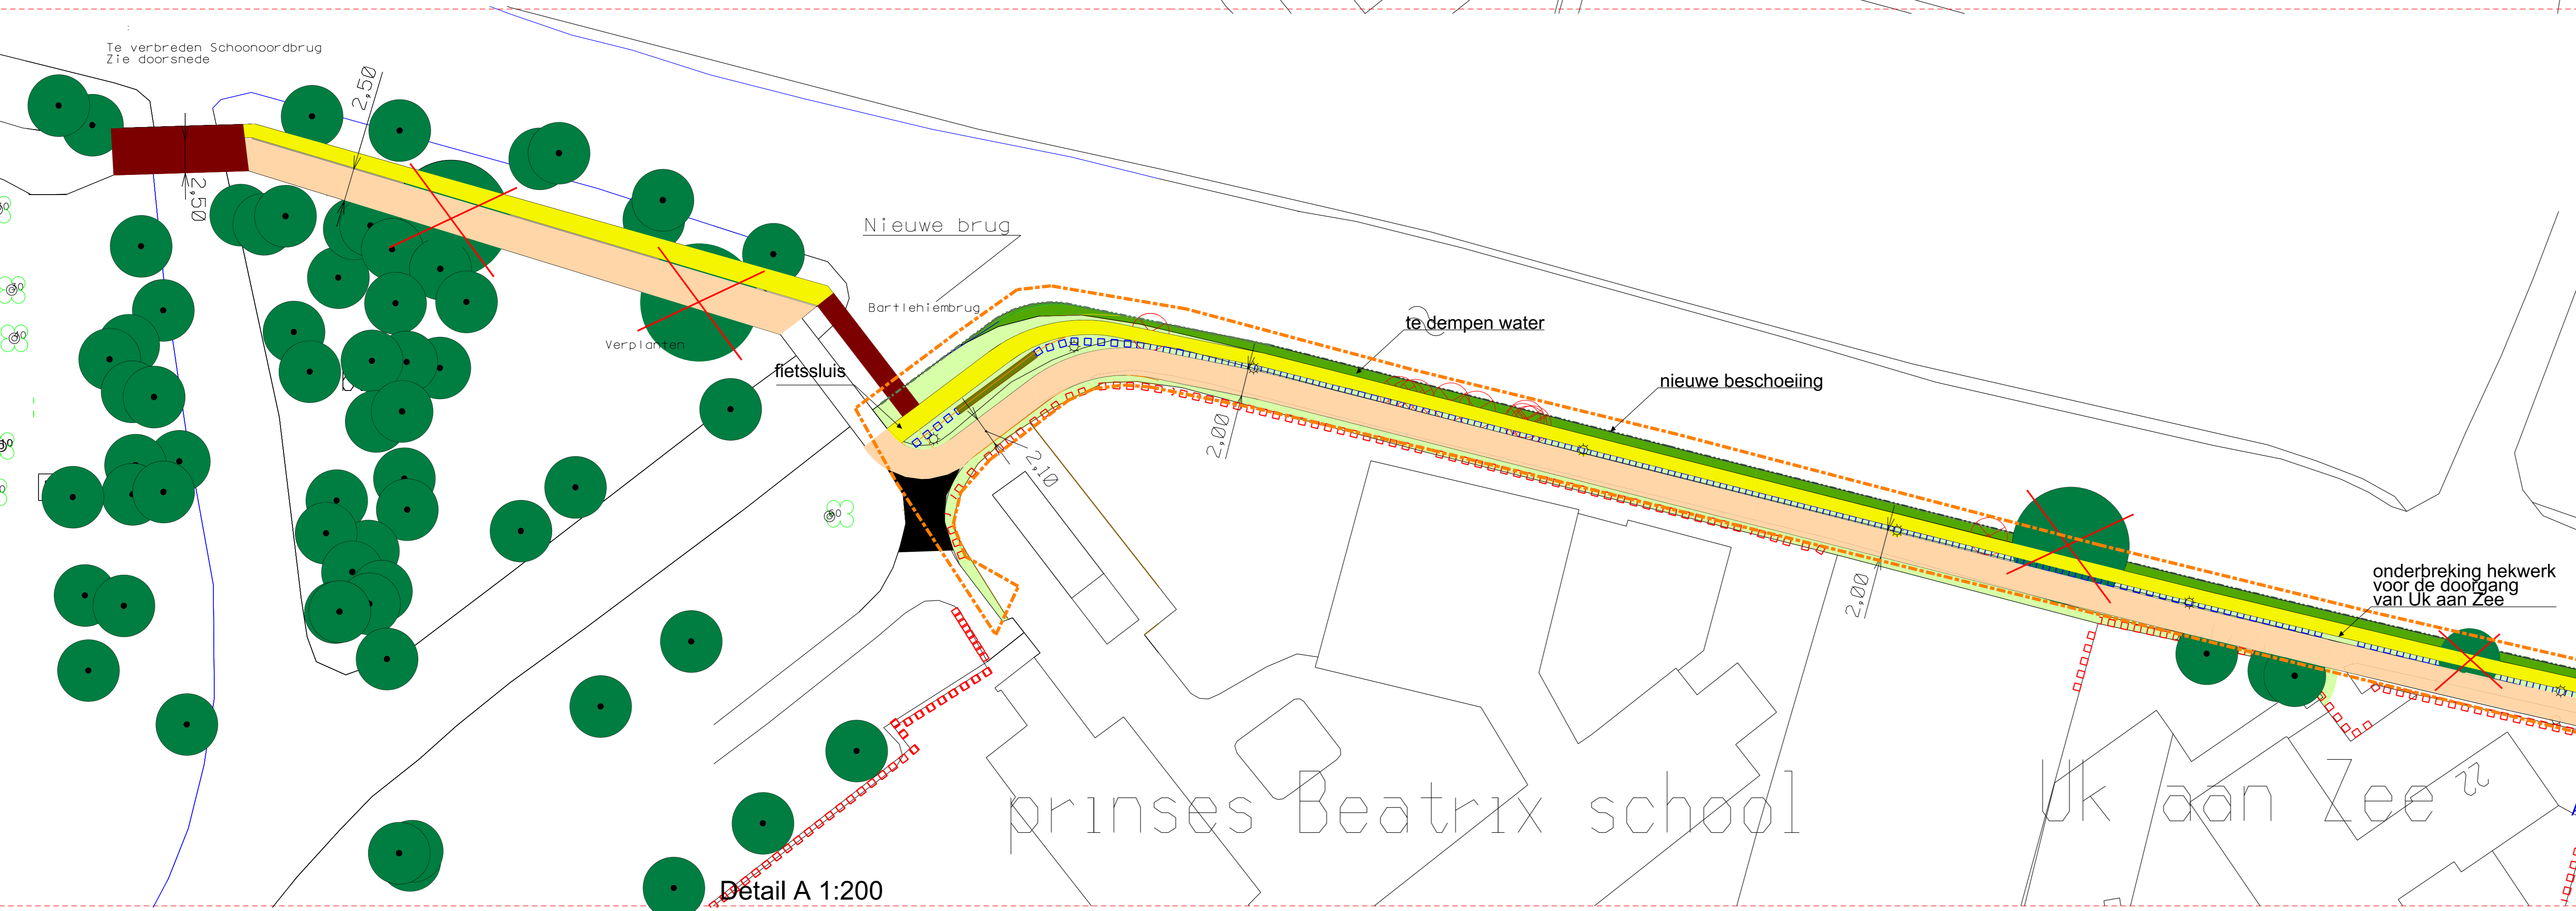 Te verbreden Schoonoordbrug
Zie doorsnede
2,50
2,50
Nieuwe brug
Bartlehiembrug
Verplanten
fietssluis
te dempen water
nieuwe beschoeiing
2,00
2,10
2,00
onderbreking hekwerk
voor de doorgang
van Uk aan Zee
prinses Beatrix school
Uk aan Zee
22
Detail A 1:200